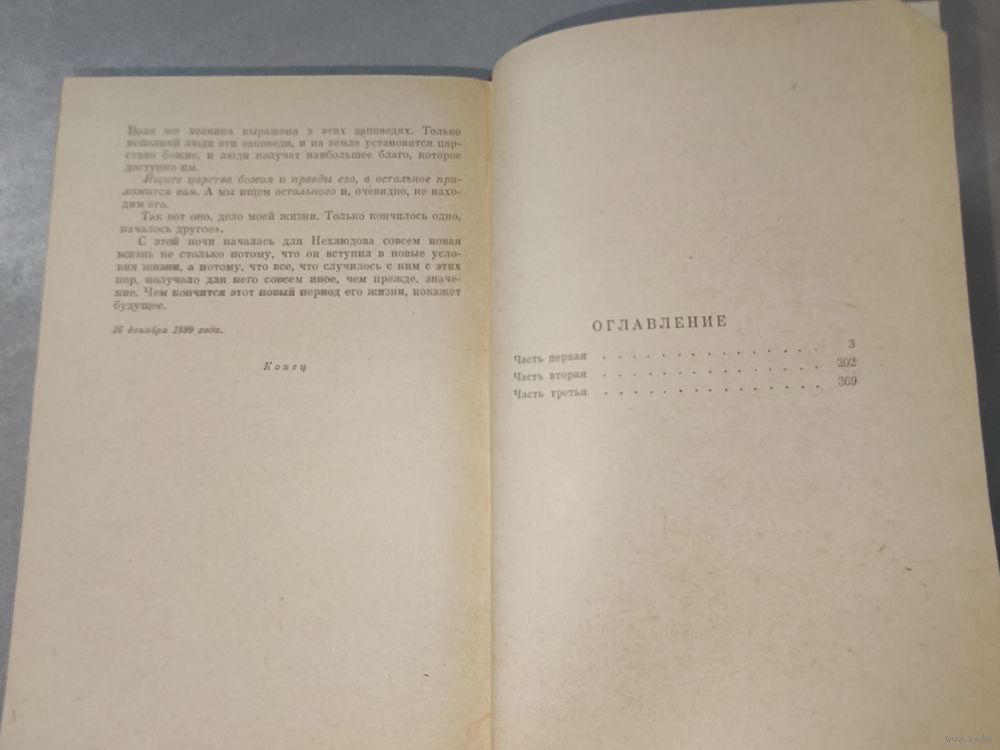 Воля же хозяина выражена в этих заповедях. Только
исполняй люди эти заповеди, и на земле установится цар-
ствие божие, и люди получат наибольшее благо, которое
доступно им.
Ищите царства божия и правды его, а остальное при-
ложится вам. А мы ищем остального и, очевидно, не нахо-
дим его.
Так вот оно, дело моей жизни. Только кончилось одно,
началось другое».
С этой ночи началась для Нехлюдова совсем новая
жизнь не столько потому, что он вступил в новые усло-
вия жизни, а потому, что все, что случилось с ним с этих
пор, получало для него совсем иное, чем прежде, значе-
ние. Чем кончится этот новый период его жизни, покажет
будущее.
16 декабря 1899 года.
Конец
ОГЛАВЛЕНИЕ
Часть первая . . . . . . . . . . . . . . 3
Часть вторая . . . . . . . . . . . . . 202
Часть третья . . . . . . . . . . . . . 369
www.ay.by